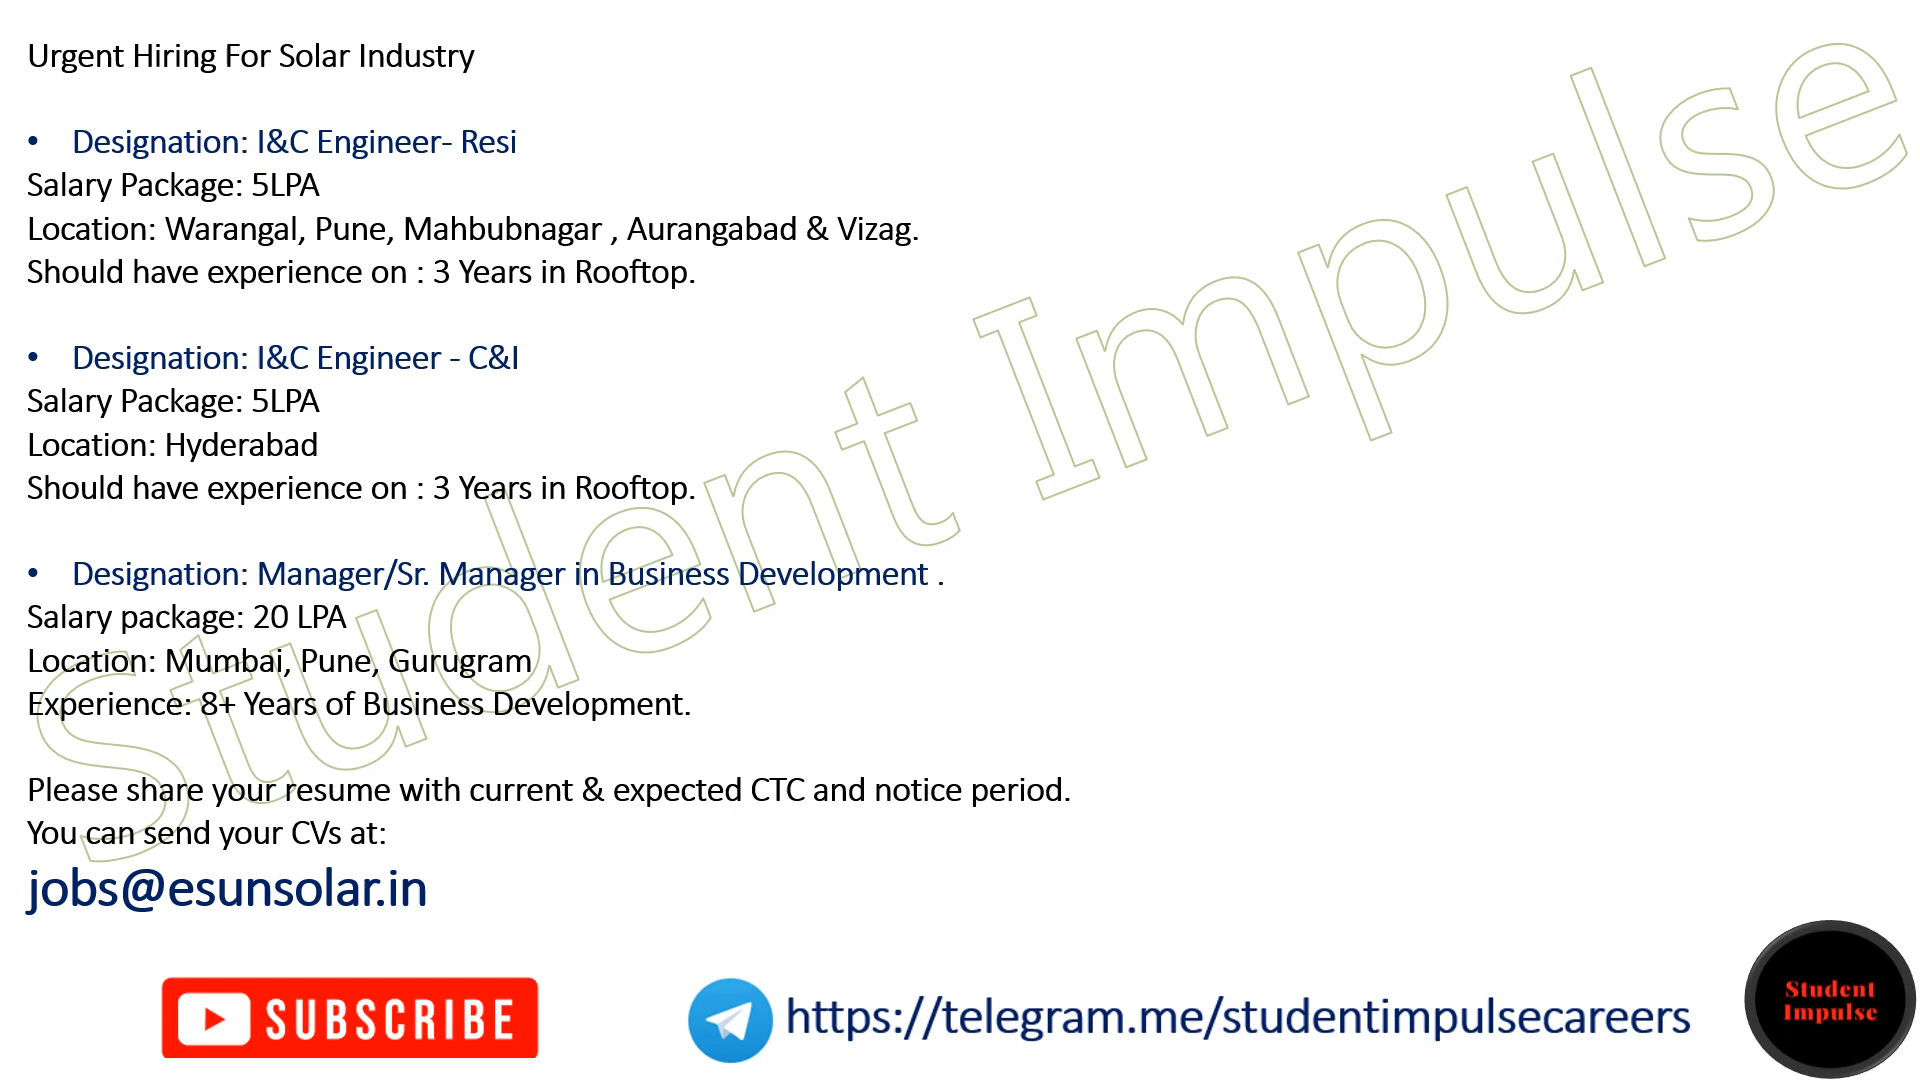 Urgent Hiring For Solar Industry
• Designation: I&C Engineer- Resi
Salary Package: 5LPA
Location: Warangal, Pune, Mahbubnagar , Aurangabad & Vizag.
Should have experience on : 3 Years in Rooftop.
• Designation: I&C Engineer - C&I
Salary Package: 5LPA
Location: Hyderabad
Should have experience on : 3 Years in Rooftop.
• Designation: Manager/Sr. Manager in Business Development .
Salary package: 20 LPA
Location: Mumbai, Pune, Gurugram
Experience: 8+ Years of Business Development.
Please share your resume with current & expected CTC and notice period.
You can send your CVs at:
jobs@esunsolar.in
Student Impulse
SUBSCRIBE
https://telegram.me/studentimpulsecareers
Student
Impulse